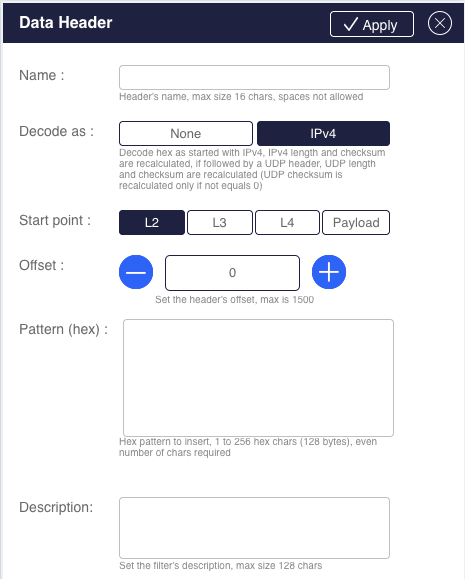 Data Header
Apply
Name :
Header's name, max size 16 chars, spaces not allowed
Decode as :
None
IPv4
Decode hex as started with IPv4, IPv4 length and checksum
are recalculated, if followed by a UDP header, UDP length
and checksum are recalculated (UDP checksum is
recalculated only if not equals 0)
Start point :
L2
L3
L4
Payload
Offset :
0
Set the header's offset, max is 1500
Pattern (hex) :
Hex pattern to insert, 1 to 256 hex chars (128 bytes), even
number of chars required
Description:
Set the filter's description, max size 128 chars